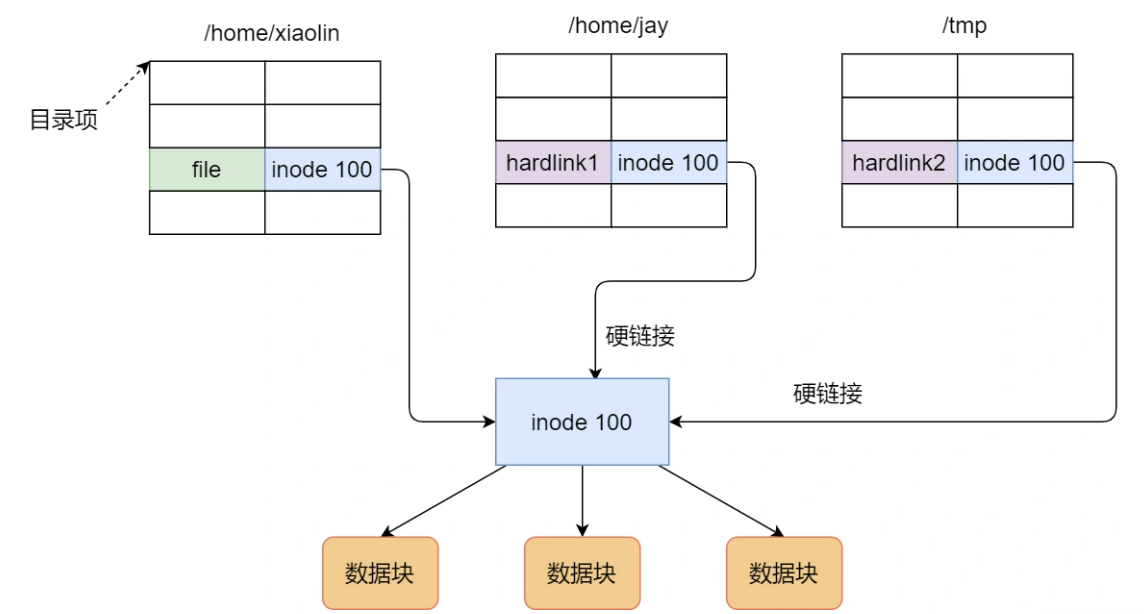 /home/xiaolin
/home/jay
/tmp
目录项
file
inode 100
hardlink1
inode 100
hardlink2
inode 100
硬链接
硬链接
inode 100
数据块
数据块
数据块